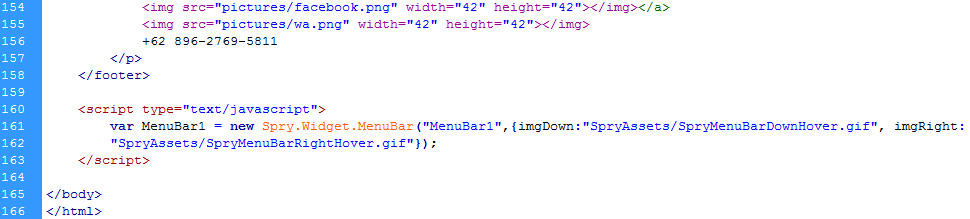 154 <img src="pictures/facebook.png" width="42" height="42"></img></a>
155 <img src="pictures/wa.png" width="42" height="42"></img>
156 +62 896-2769-5811
157 </p>
158 </footer>
159
160 <script type="text/javascript">
161 var MenuBar1 = new Spry.Widget.MenuBar("MenuBar1",{imgDown:"SpryAssets/SpryMenuBarDownHover.gif", imgRight:
162 "SpryAssets/SpryMenuBarRightHover.gif"});
163 </script>
164
165 </body>
166 </html>